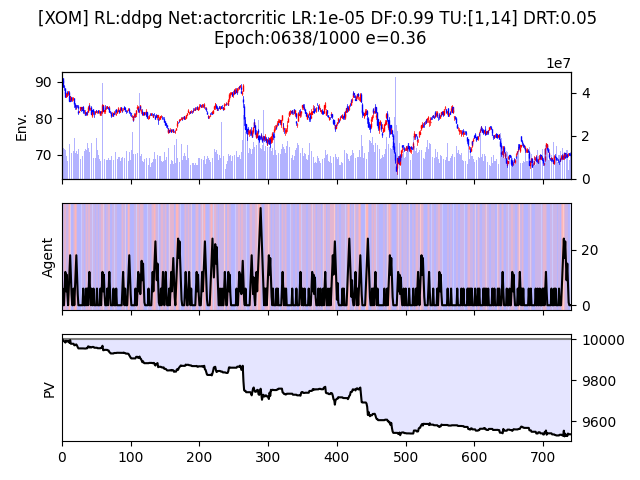 [XOM] RL:ddpg Net:actorcritic LR:1e-05 DF:0.99 TU:[1,14] DRT:0.05
Epoch:0638/1000 e=0.36
1e7
90
80
70
Env.
4
2
0
Agent
20
0
PV
10000
9800
9600
0 100 200 300 400 500 600 700